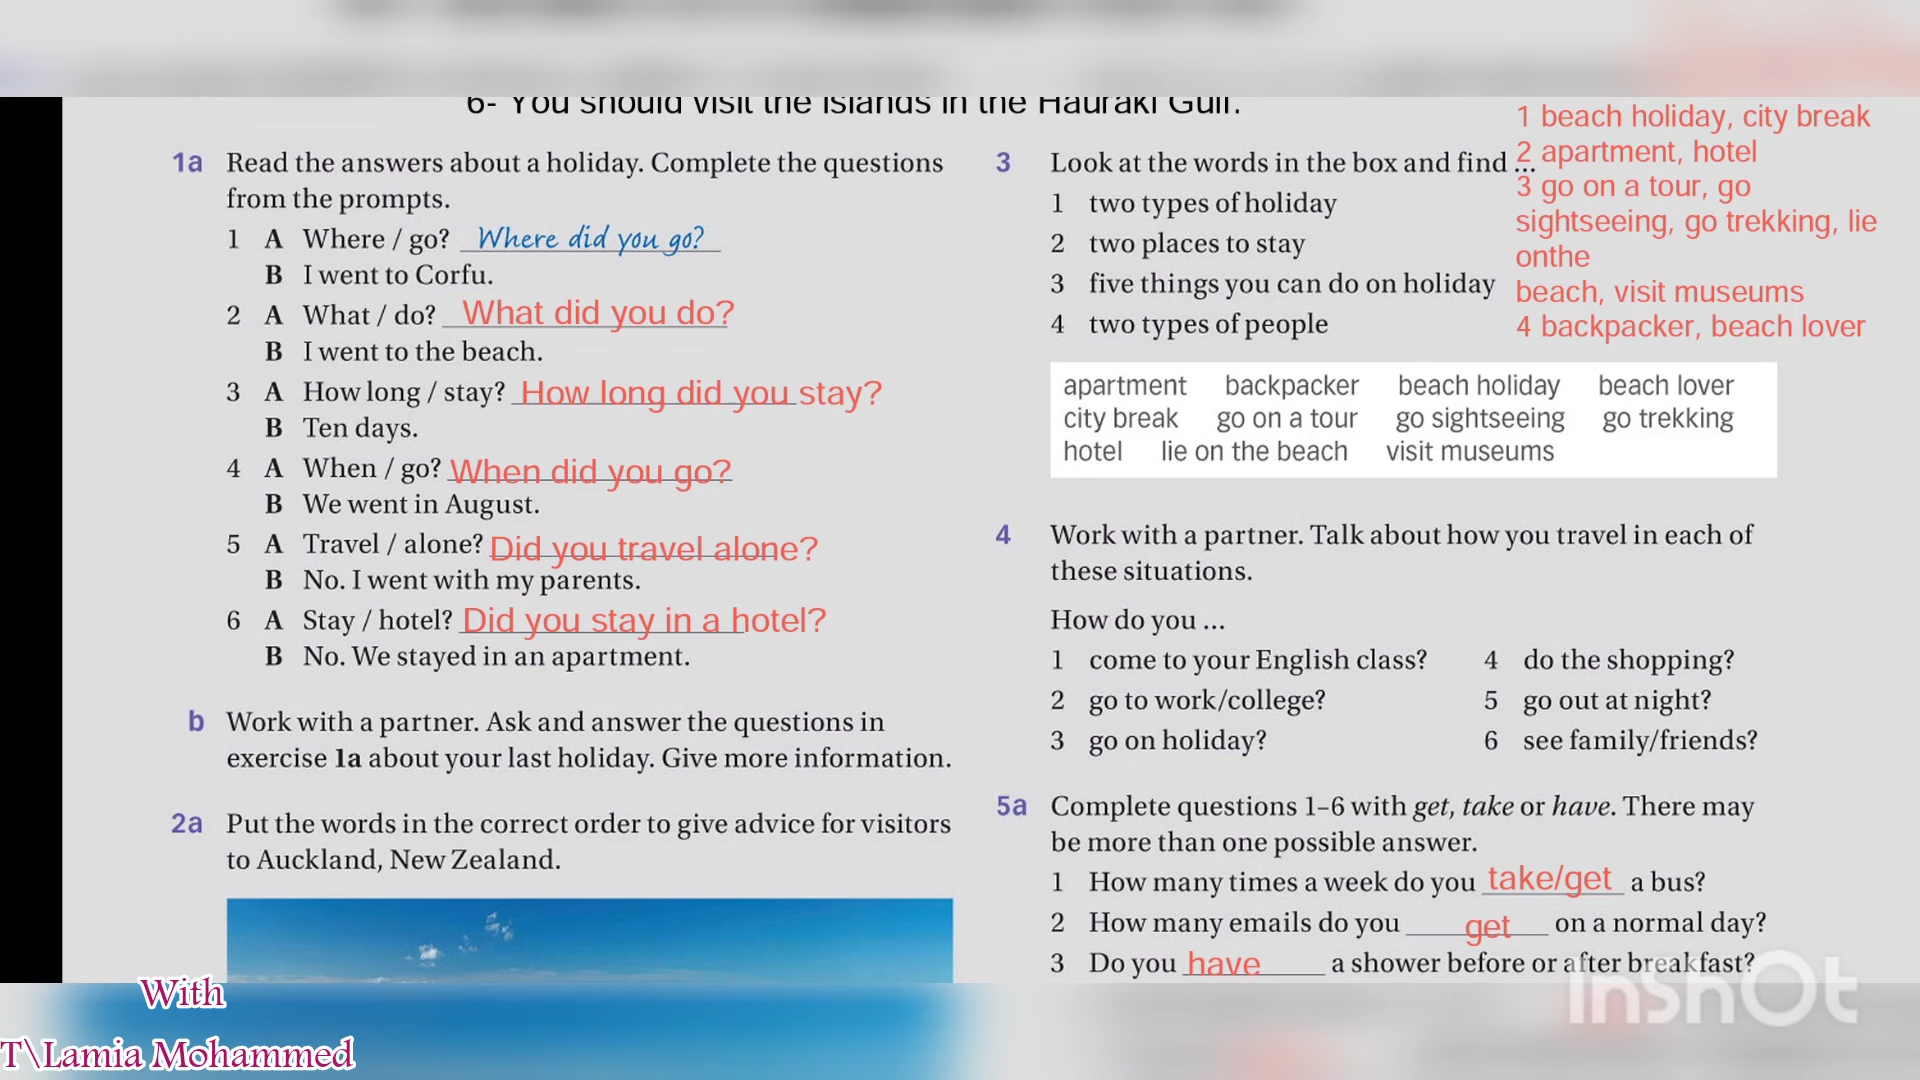 6- You should visit the islands in the Hauraki Gulf.
1a Read the answers about a holiday. Complete the questions
from the prompts.
1 A Where / go? Where did you go?
B I went to Corfu.
2 A What / do? What did you do?
B I went to the beach.
3 A How long / stay? How long did you stay?
B Ten days.
4 A When / go? When did you go?
B We went in August.
5 A Travel / alone? Did you travel alone?
B No. I went with my parents.
6 A Stay / hotel? Did you stay in a hotel?
B No. We stayed in an apartment.
b Work with a partner. Ask and answer the questions in
exercise 1a about your last holiday. Give more information.
2a Put the words in the correct order to give advice for visitors
to Auckland, New Zealand.
3 Look at the words in the box and find ...
1 two types of holiday
2 two places to stay
3 five things you can do on holiday
4 two types of people
1 beach holiday, city break
2 apartment, hotel
3 go on a tour, go
sightseeing, go trekking, lie
onthe
beach, visit museums
4 backpacker, beach lover
apartment backpacker beach holiday beach lover
city break go on a tour go sightseeing go trekking
hotel lie on the beach visit museums
4 Work with a partner. Talk about how you travel in each of
these situations.
How do you ...
1 come to your English class? 4 do the shopping?
2 go to work/college? 5 go out at night?
3 go on holiday? 6 see family/friends?
5a Complete questions 1–6 with get, take or have. There may
be more than one possible answer.
1 How many times a week do you take/get a bus?
2 How many emails do you get on a normal day?
3 Do you have a shower before or after breakfast?
With
T\Lamia Mohammed
InShOt